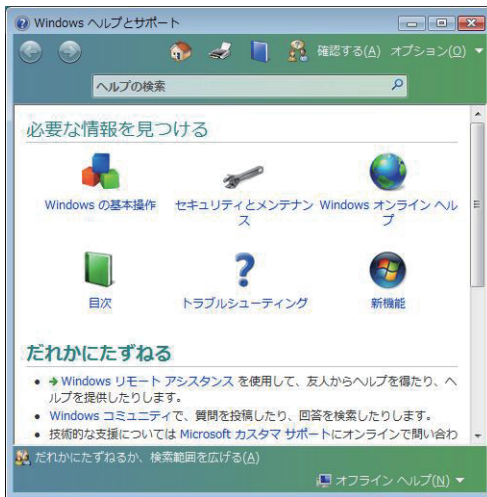 Windows ヘルプとサポート
確認する(A) オプション(O)
ヘルプの検索
必要な情報を見つける
Windows の基本操作
セキュリティとメンテナン
ス
Windows オンライン ヘル
プ
目次
トラブルシューティング
新機能
だれかにたずねる
Windows リモート アシスタンス を使用して、友人からヘルプを得たり、ヘ
ルプを提供したりします。
Windows コミュニティで、質問を投稿したり、回答を検索したりします。
技術的な支援については Microsoft カスタマ サポートにオンラインで問い合わ
だれかにたずねるか、検索範囲を広げる(A)
オフライン ヘルプ(N)